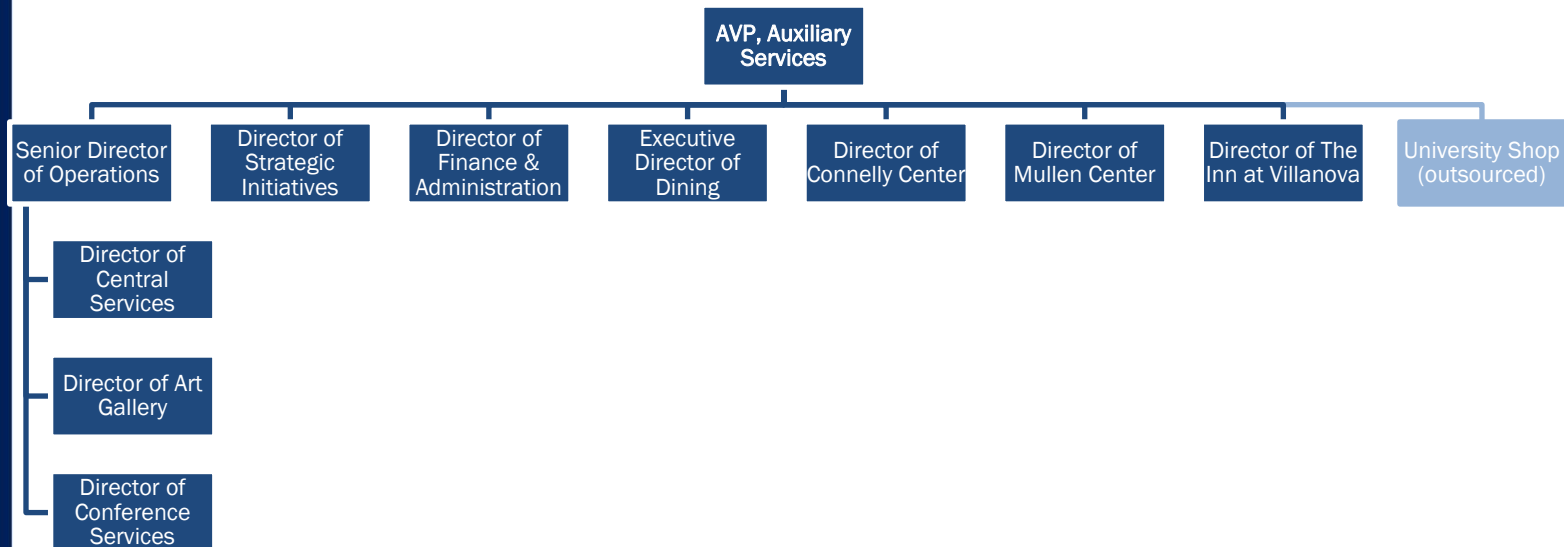 AVP, Auxiliary
Services
Senior Director
of Operations
Director of
Strategic
Initiatives
Director of
Finance &
Administration
Executive
Director of
Dining
Director of
Connelly Center
Director of
Mullen Center
Director of The
Inn at Villanova
University Shop
(outsourced)
Director of
Central
Services
Director of Art
Gallery
Director of
Conference
Services